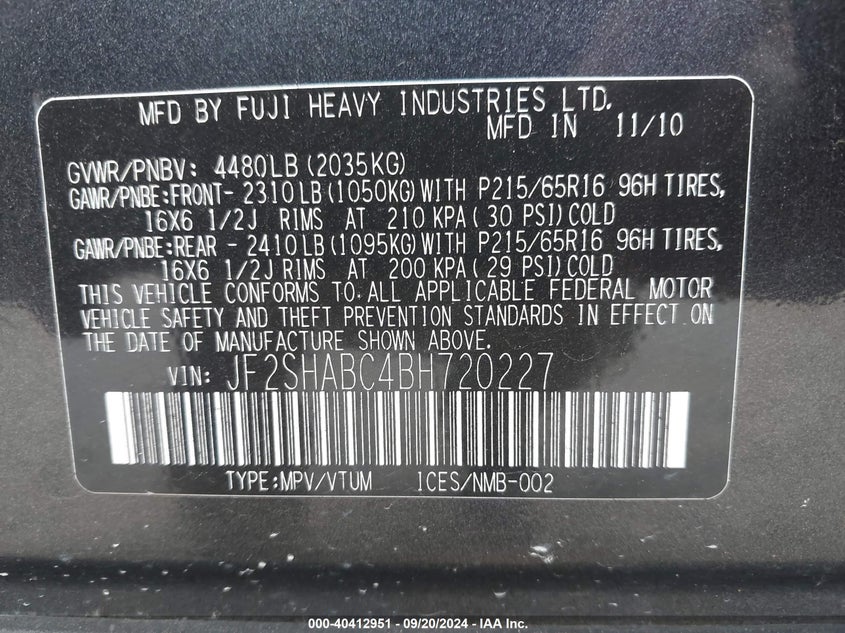 MFD BY FUJI HEAVY INDUSTRIES LTD.
MFD IN 11/10
GVWR/PNBV: 4480LB (2035KG)
GAWR/PNBE:FRONT- 2310LB (1050KG) WITH P215/65R16 96H TIRES,
16X6 1/2J RIMS AT 210 KPA (30 PSI) COLD
GAWR/PNBE:REAR - 2410LB (1095KG) WITH P215/65R16 96H TIRES,
16X6 1/2J RIMS AT 200 KPA (29 PSI) COLD
THIS VEHICLE CONFORMS TO ALL APPLICABLE FEDERAL MOTOR
VEHICLE SAFETY AND THEFT PREVENTION STANDARDS IN EFFECT ON
THE DATE OF MANUFACTURE SHOWN ABOVE
VIN: JF2SHABC4BH720227
TYPE:MPV/VTUM ICES/NMB-002
000-40412951 - 09/20/2024 - IAA Inc.